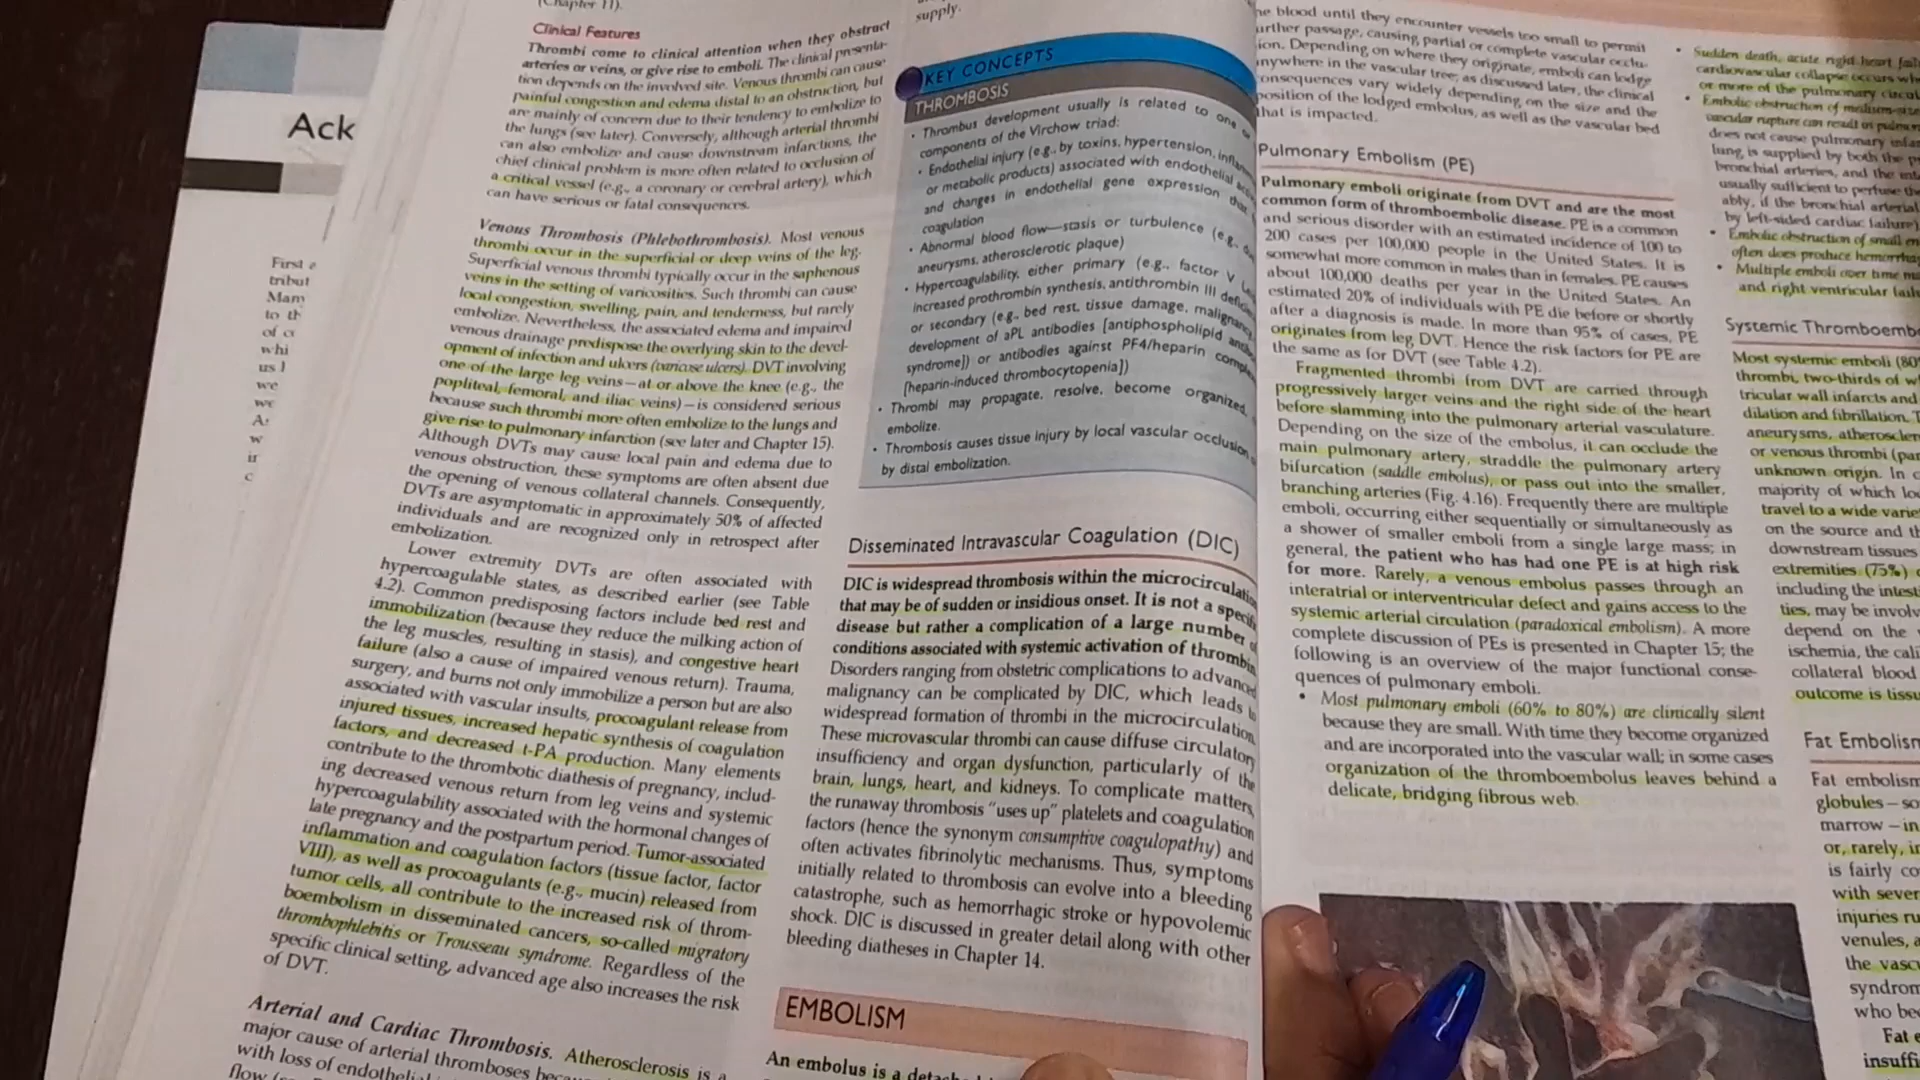 (Chapter 11).
Clinical Features
Thrombi come to clinical attention when they obstruct
arteries or veins, or give rise to emboli. The clinical presenta-
tion depends on the involved site. Venous thrombi can cause
painful congestion and edema distal to an obstruction, but
are mainly of concern due to their tendency to embolize to
the lungs (see later). Conversely, although arterial thrombi
can also embolize and cause downstream infarctions, the
chief clinical problem is more often related to occlusion of
a critical vessel (e.g., a coronary or cerebral artery), which
can have serious or fatal consequences.
Venous Thrombosis (Phlebothrombosis). Most venous
thrombi occur in the superficial or deep veins of the leg.
Superficial venous thrombi typically occur in the saphenous
veins in the setting of varicosities. Such thrombi can cause
local congestion, swelling, pain, and tenderness, but rarely
embolize. Nevertheless, the associated edema and impaired
venous drainage predispose the overlying skin to the devel-
opment of infection and ulcers (varicose ulcers). DVT involving
one of the large leg veins—at or above the knee (e.g., the
popliteal, femoral, and iliac veins)—is considered serious
because such thrombi more often embolize to the lungs and
give rise to pulmonary infarction (see later and Chapter 15).
Although DVTs may cause local pain and edema due to
venous obstruction, these symptoms are often absent due
the opening of venous collateral channels. Consequently,
DVTs are asymptomatic in approximately 50% of affected
individuals and are recognized only in retrospect after
embolization.
Lower extremity DVTs are often associated with
hypercoagulable states, as described earlier (see Table
4.2). Common predisposing factors include bed rest and
immobilization (because they reduce the milking action of
the leg muscles, resulting in stasis), and congestive heart
failure (also a cause of impaired venous return). Trauma,
surgery, and burns not only immobilize a person but are also
associated with vascular insults, procoagulant release from
injured tissues, increased hepatic synthesis of coagulation
factors, and decreased t-PA production. Many elements
contribute to the thrombotic diathesis of pregnancy, includ-
ing decreased venous return from leg veins and systemic
hypercoagulability associated with the hormonal changes of
late pregnancy and the postpartum period. Tumor-associated
inflammation and coagulation factors (tissue factor, factor
VIII), as well as procoagulants (e.g., mucin) released from
tumor cells, all contribute to the increased risk of throm-
boembolism in disseminated cancers, so-called migratory
thrombophlebitis or Trousseau syndrome. Regardless of the
specific clinical setting, advanced age also increases the risk
of DVT.
Arterial and Cardiac Thrombosis. Atherosclerosis is a
major cause of arterial thromboses
with loss of
flow
supply.
KEY CONCEPTS
THROMBOSIS
• Thrombus development usually is related to one
components of the Virchow triad:
• Endothelial injury (e.g., by toxins, hypertension,
or metabolic products) associated with endothelial
and changes in endothelial gene expression
coagulation
• Abnormal blood flow—stasis or turbulence (e.g.,
aneurysms, atherosclerotic plaque)
• Hypercoagulability, either primary (e.g., factor V
increased prothrombin synthesis, antithrombin III
or secondary (e.g., bed rest, tissue damage, malignancy,
development of aPL antibodies [antiphospholipid
syndrome]) or antibodies against PF4/heparin
[heparin-induced thrombocytopenia])
• Thrombi may propagate, resolve, become organized,
embolize.
• Thrombosis causes tissue injury by local vascular occlusion
by distal embolization.
Disseminated Intravascular Coagulation (DIC)
DIC is widespread thrombosis within the microcirculation
that may be of sudden or insidious onset. It is not a specific
disease but rather a complication of a large number of
conditions associated with systemic activation of thrombin
Disorders ranging from obstetric complications to advanced
malignancy can be complicated by DIC, which leads to
widespread formation of thrombi in the microcirculation.
These microvascular thrombi can cause diffuse circulatory
insufficiency and organ dysfunction, particularly of the
brain, lungs, heart, and kidneys. To complicate matters,
the runaway thrombosis “uses up” platelets and coagulation
factors (hence the synonym consumptive coagulopathy) and
often activates fibrinolytic mechanisms. Thus, symptoms
initially related to thrombosis can evolve into a bleeding
catastrophe, such as hemorrhagic stroke or hypovolemic
shock. DIC is discussed in greater detail along with other
bleeding diatheses in Chapter 14.
EMBOLISM
An embolus is a
blood until they encounter vessels too small to permit
further passage, causing partial or complete vascular occlu-
sion. Depending on where they originate, emboli can lodge
anywhere in the vascular tree; as discussed later, the clinical
consequences vary widely depending on the size and the
position of the lodged embolus, as well as the vascular bed
that is impacted.
Pulmonary Embolism (PE)
Pulmonary emboli originate from DVT and are the most
common form of thromboembolic disease. PE is a common
and serious disorder with an estimated incidence of 100 to
200 cases per 100,000 people in the United States. It is
somewhat more common in males than in females. PE causes
about 100,000 deaths per year in the United States. An
estimated 20% of individuals with PE die before or shortly
after a diagnosis is made. In more than 95% of cases, PE
originates from leg DVT. Hence the risk factors for PE are
the same as for DVT (see Table 4.2).
Fragmented thrombi from DVT are carried through
progressively larger veins and the right side of the heart
before slamming into the pulmonary arterial vasculature.
Depending on the size of the embolus, it can occlude the
main pulmonary artery, straddle the pulmonary artery
bifurcation (saddle embolus), or pass out into the smaller,
branching arteries (Fig. 4.16). Frequently there are multiple
emboli, occurring either sequentially or simultaneously as
a shower of smaller emboli from a single large mass; in
general, the patient who has had one PE is at high risk
for more. Rarely, a venous embolus passes through an
interatrial or interventricular defect and gains access to the
systemic arterial circulation (paradoxical embolism). A more
complete discussion of PEs is presented in Chapter 15; the
following is an overview of the major functional conse-
quences of pulmonary emboli.
• Most pulmonary emboli (60% to 80%) are clinically silent
because they are small. With time they become organized
and are incorporated into the vascular wall; in some cases
organization of the thromboembolus leaves behind a
delicate, bridging fibrous web.
• Sudden death, acute right heart
cardiovascular collapse occurs
or more of the pulmonary
• Embolic obstruction of
vascular rupture can result in
does not cause pulmonary
lung is supplied by both the
bronchial arteries, and the
usually sufficient to perfuse the
ably, if the bronchial arterial
by left-sided cardiac failure)
• Embolic obstruction of small
often does produce
• Multiple emboli over time
and right ventricular
Systemic
Most systemic emboli (80%
thrombi, two-thirds of
tricular wall infarcts and
dilation and fibrillation.
aneurysms,
or venous thrombi
unknown origin. In
majority of which
travel to a wide
on the source and
downstream tissues
extremities (75%)
including the
ties, may be
depend on the
ischemia, the
collateral blood
outcome is
Fat Embolism
Fat embolism
globules—
marrow—in
or, rarely, in
is fairly
with
injuries
venules,
the
who
Fat
Ack
First
to
of
we